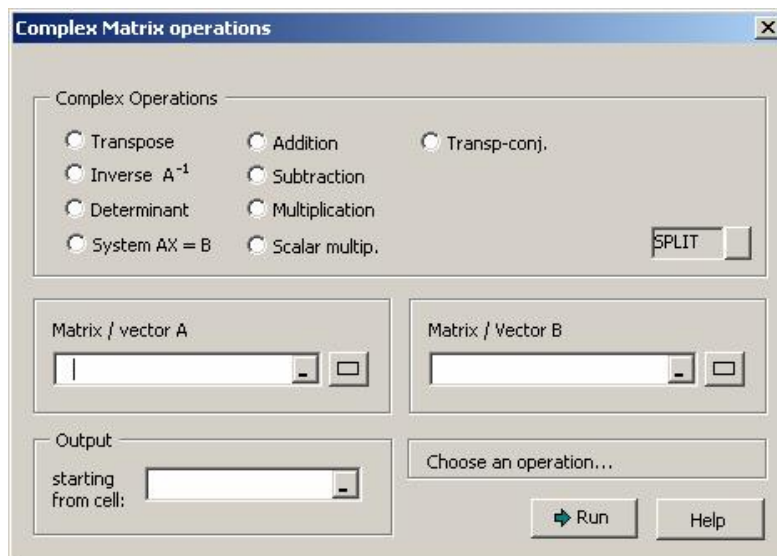 Complex Matrix operations
Complex Operations
Transpose
Addition
Transp-conj.
Inverse A⁻¹
Subtraction
Determinant
Multiplication
System AX = B
Scalar multip.
SPLIT
Matrix / vector A
Matrix / Vector B
Output
starting
from cell:
Choose an operation...
Run
Help